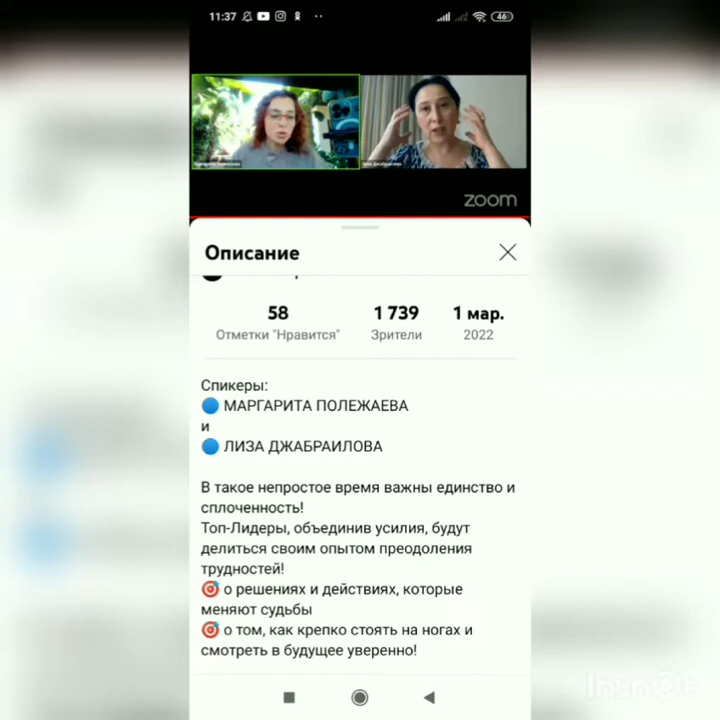 11:37
46
zoom
Описание
58
1 739
1 мар.
Отметки "Нравится"
Зрители
2022
Спикеры:
🔵 МАРГАРИТА ПОЛЕЖАЕВА
и
🔵 ЛИЗА ДЖАБРАИЛОВА
В такое непростое время важны единство и
сплоченность!
Топ-Лидеры, объединив усилия, будут
делиться своим опытом преодоления
трудностей!
🎯 о решениях и действиях, которые
меняют судьбы
🎯 о том, как крепко стоять на ногах и
смотреть в будущее уверенно!